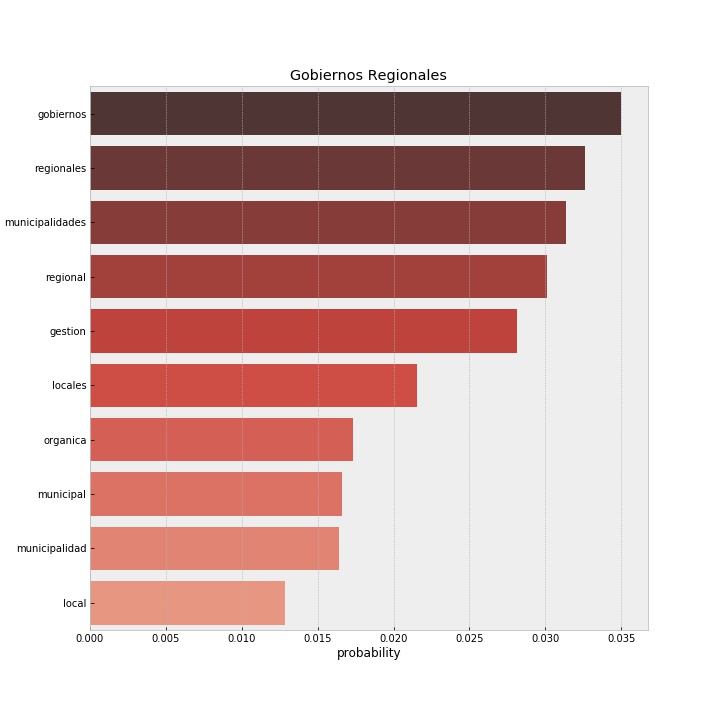 Gobiernos Regionales
gobiernos
regionales
municipalidades
regional
gestion
locales
organica
municipal
municipalidad
local
0.000 0.005 0.010 0.015 0.020 0.025 0.030 0.035
probability